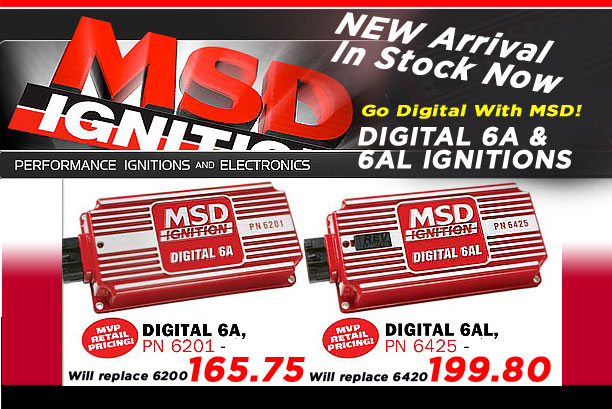 MSD
IGNITION
PERFORMANCE IGNITIONS AND ELECTRONICS
NEW Arrival
In Stock Now
Go Digital With MSD!
DIGITAL 6A &
6AL IGNITIONS
MSD
IGNITION
DIGITAL 6A
PN 6201
MSD
IGNITION
DIGITAL 6AL
PN 6425
REV
MVP
RETAIL
PRICING!
DIGITAL 6A,
PN 6201 -
Will replace 6200 165.75
MVP
RETAIL
PRICING!
DIGITAL 6AL,
PN 6425 -
Will replace 6420 199.80